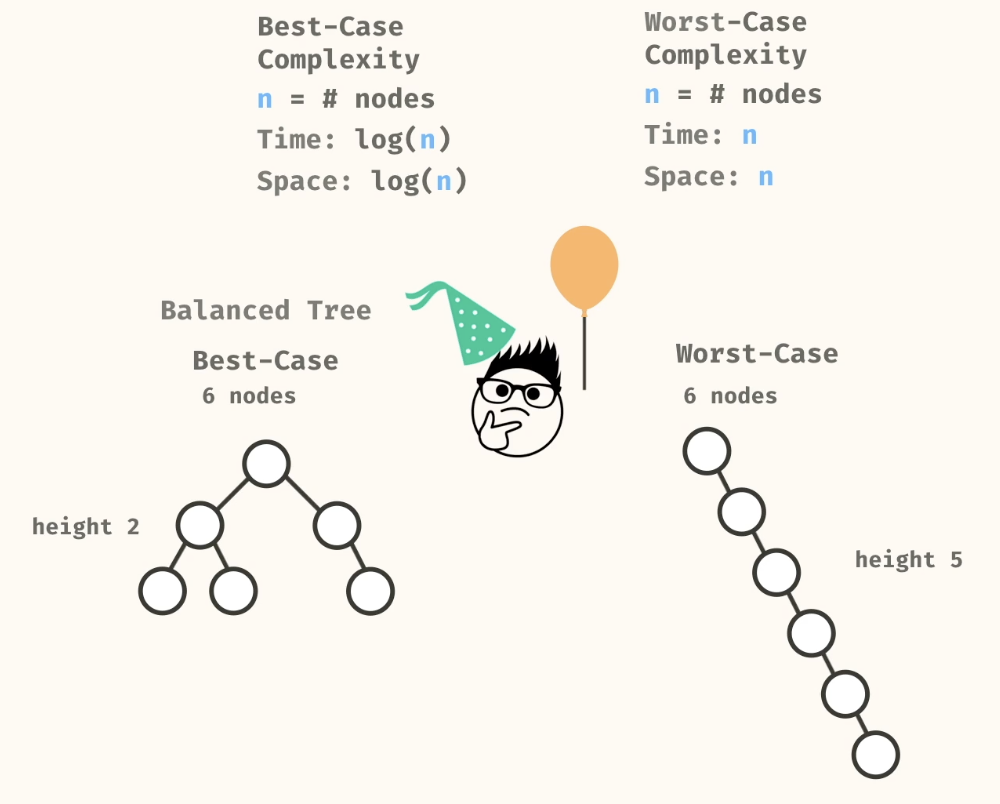 Best-Case
Complexity
n = # nodes
Time: log(n)
Space: log(n)
Worst-Case
Complexity
n = # nodes
Time: n
Space: n
Balanced Tree
Best-Case
6 nodes
height 2
Worst-Case
6 nodes
height 5